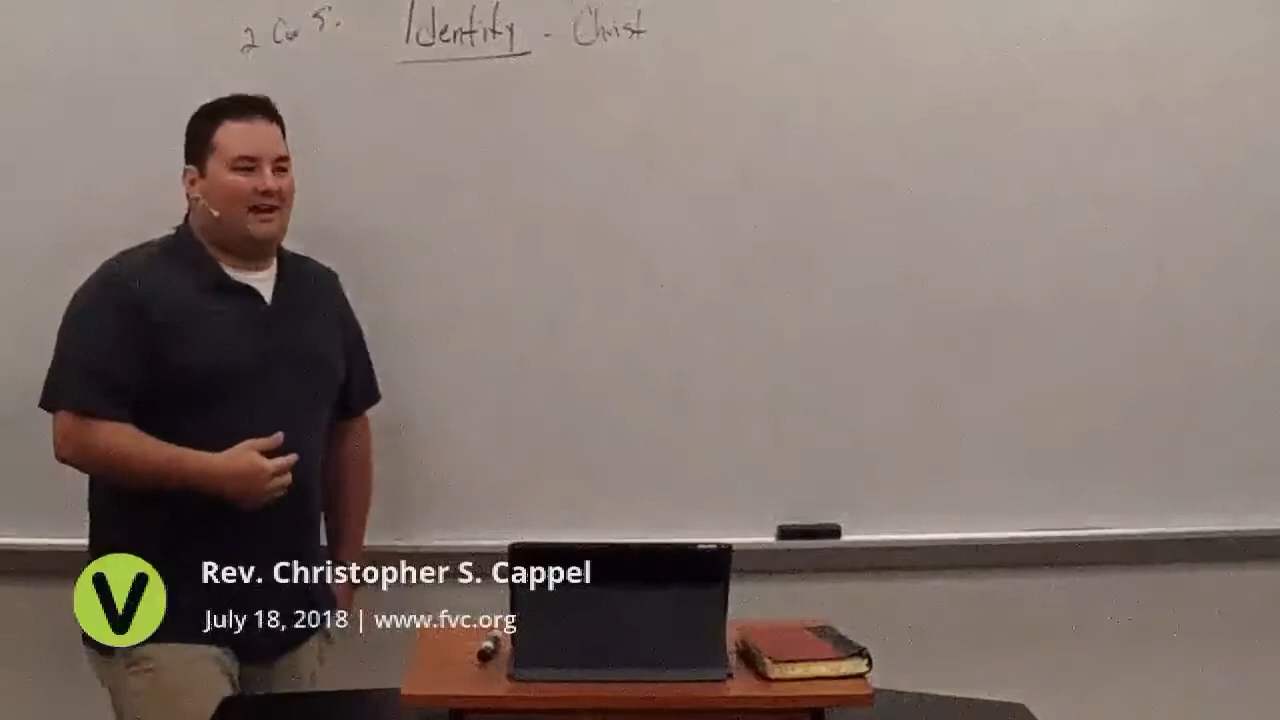 2 Cor 5. Identity - Christ
V
Rev. Christopher S. Cappel
July 18, 2018 | www.fvc.org